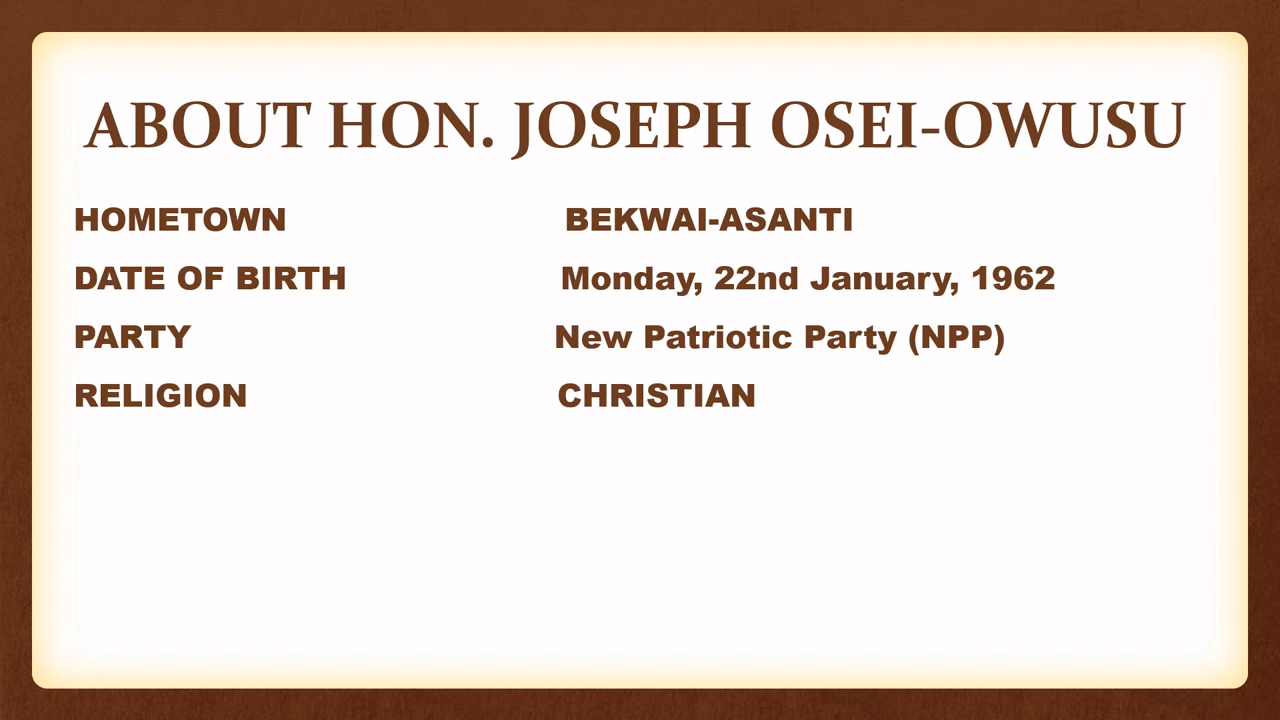 ABOUT HON. JOSEPH OSEI-OWUSU
HOMETOWN BEKWAI-ASANTI
DATE OF BIRTH Monday, 22nd January, 1962
PARTY New Patriotic Party (NPP)
RELIGION CHRISTIAN